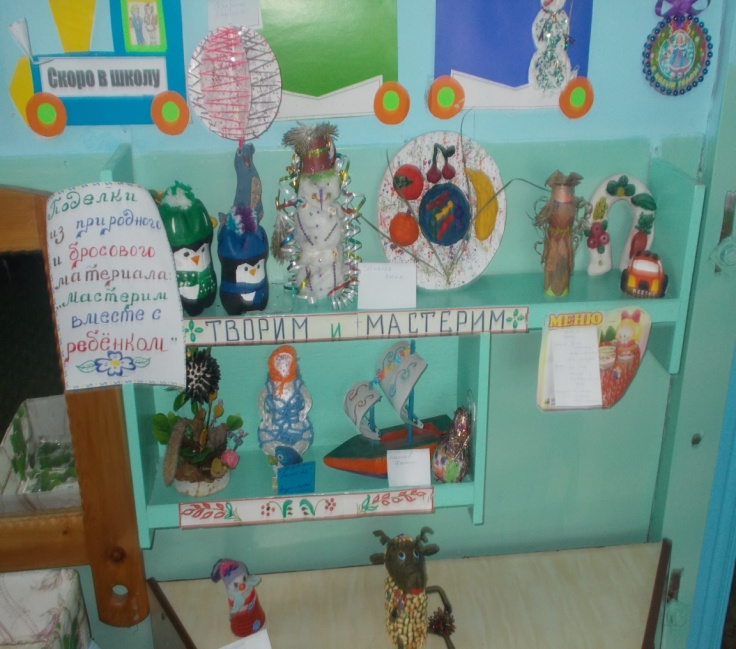 Скоро в школу
Поделки
из природного
и бросового
материала:
"Мастерим
вместе с
ребёнком"
ТВОРИМ и МАСТЕРИМ
МЕНЮ